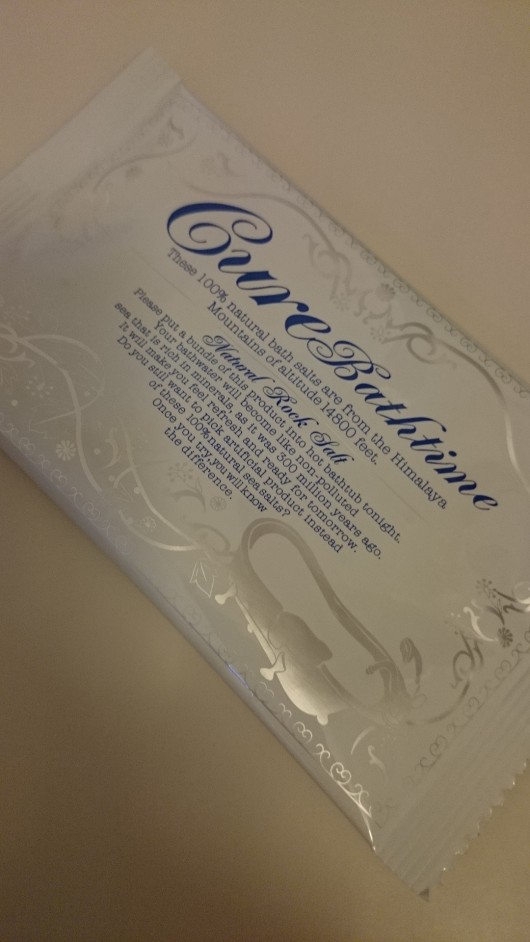 Cure Bathtime
These 100% natural bath salts are from the Himalaya
Mountains of altitude 14500 feet.
Natural Rock Salt
Please put a bundle of this product into hot bathtub tonight.
Your bathwater will become like non-polluted
sea that is rich in minerals, as it was 300 million years ago.
It will make you feel refresh and ready for tomorrow.
Do you still want to pick artificial product instead
of these 100%natural sea salts?
Once you try,you will know
the difference.